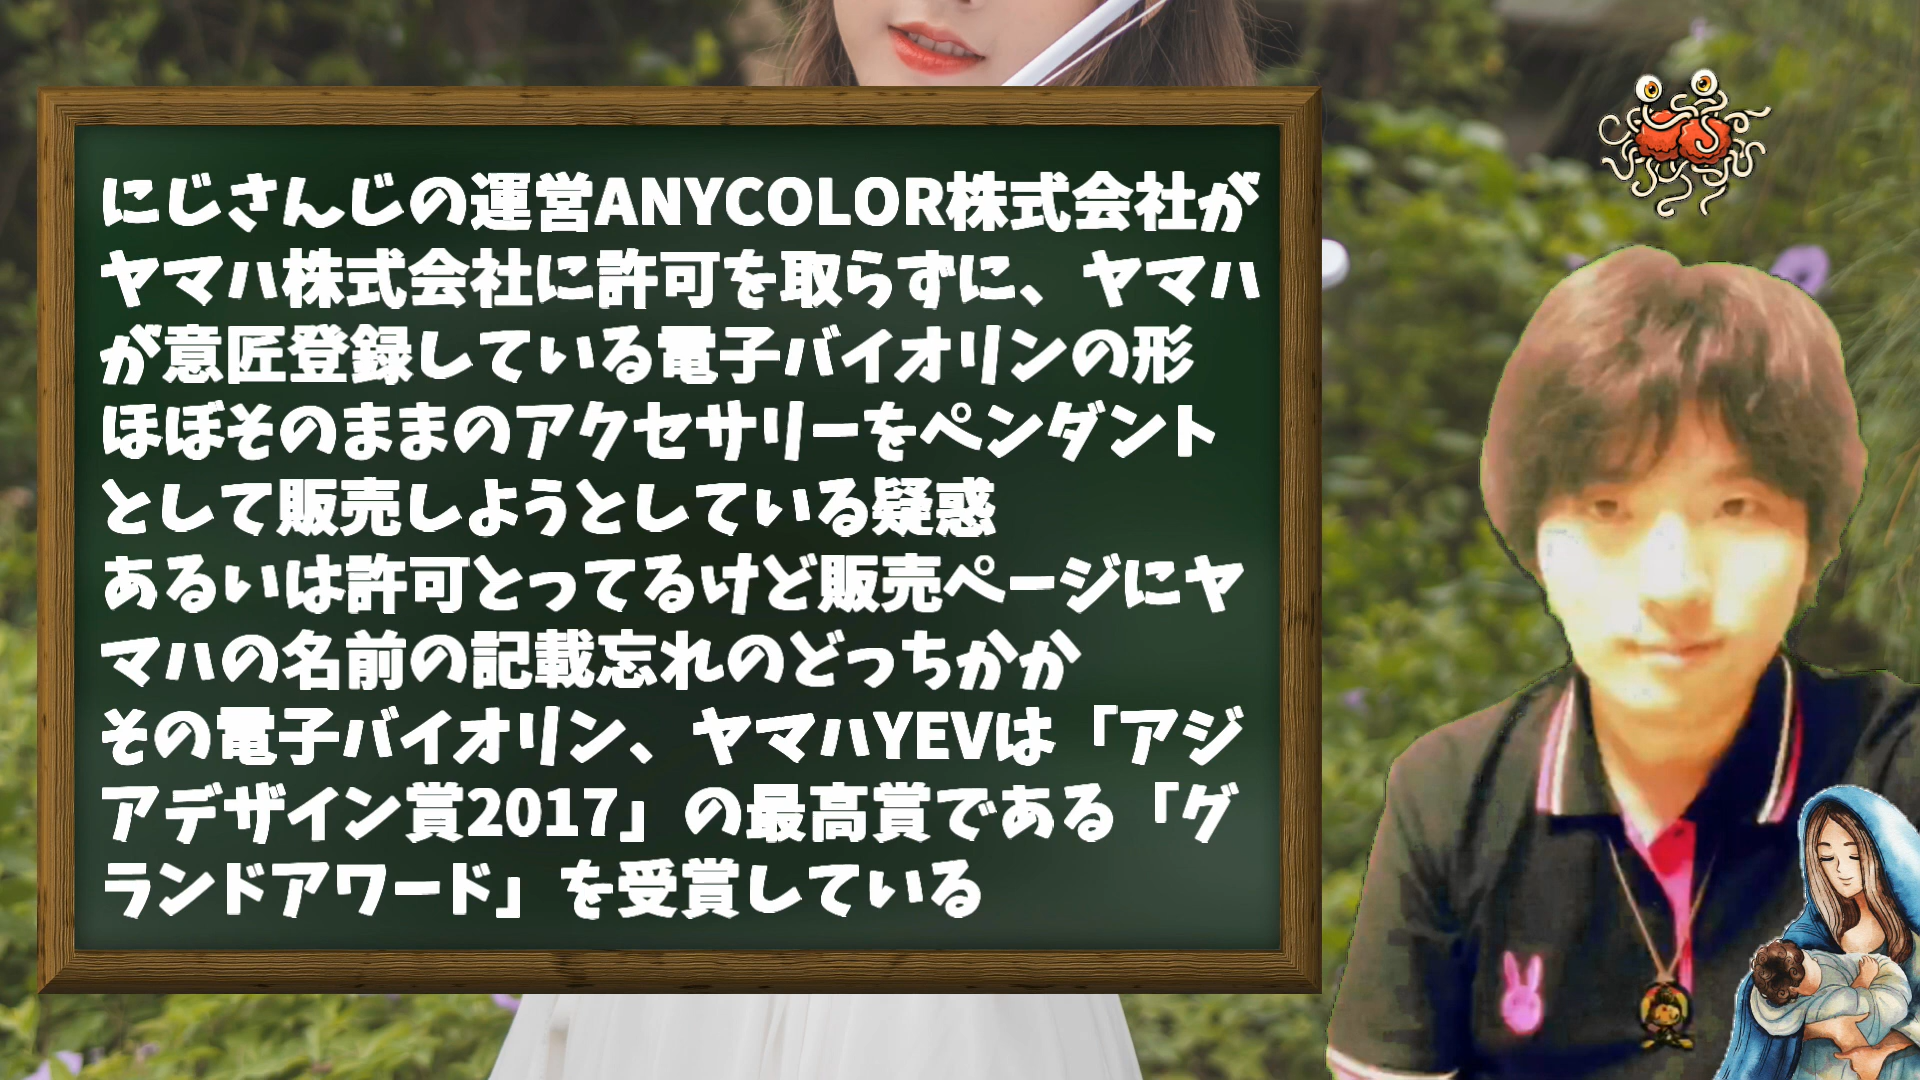 にじさんじの運営ANYCOLOR株式会社が
ヤマハ株式会社に許可を取らずに、ヤマハ
が意匠登録している電子バイオリンの形
ほぼそのままのアクセサリーをペンダント
として販売しようとしている疑惑
あるいは許可とってるけど販売ページにヤ
マハの名前の記載忘れのどっちかか
その電子バイオリン、ヤマハYEVは「アジ
アデザイン賞2017」の最高賞である「グ
ランドアワード」を受賞している